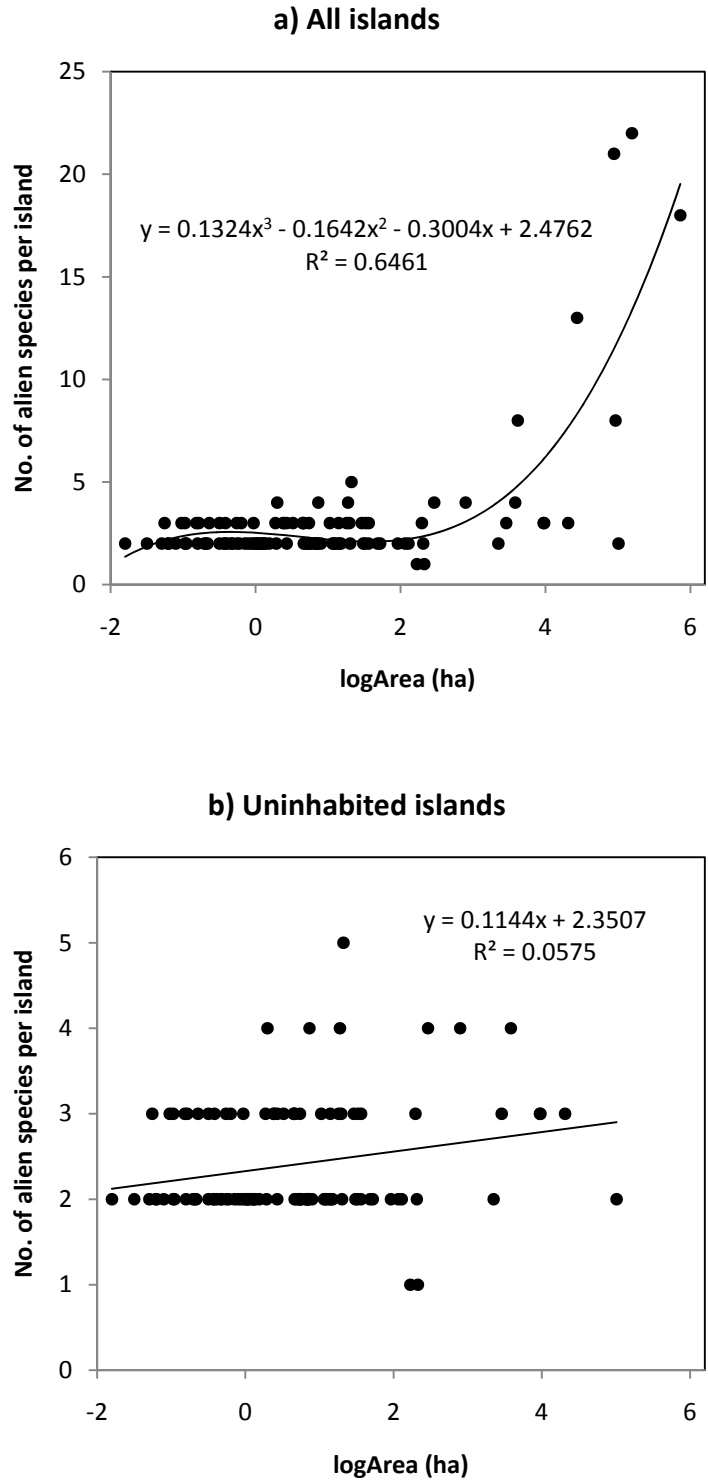 a) All islands
25
20
15
10
5
0
No. of alien species per island
y = 0.1324x³ - 0.1642x² - 0.3004x + 2.4762
R² = 0.6461
-2 0 2 4 6
logArea (ha)
b) Uninhabited islands
6
5
4
3
2
1
0
No. of alien species per island
y = 0.1144x + 2.3507
R² = 0.0575
-2 0 2 4 6
logArea (ha)